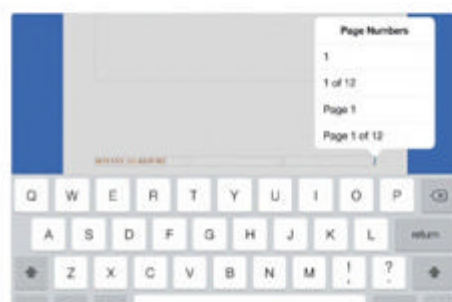 Page Numbers
1
1 of 12
Page 1
Page 1 of 12
Q W E R T Y U I O P
A S D F G H J K L return
Z X C V B N M ! , ? .